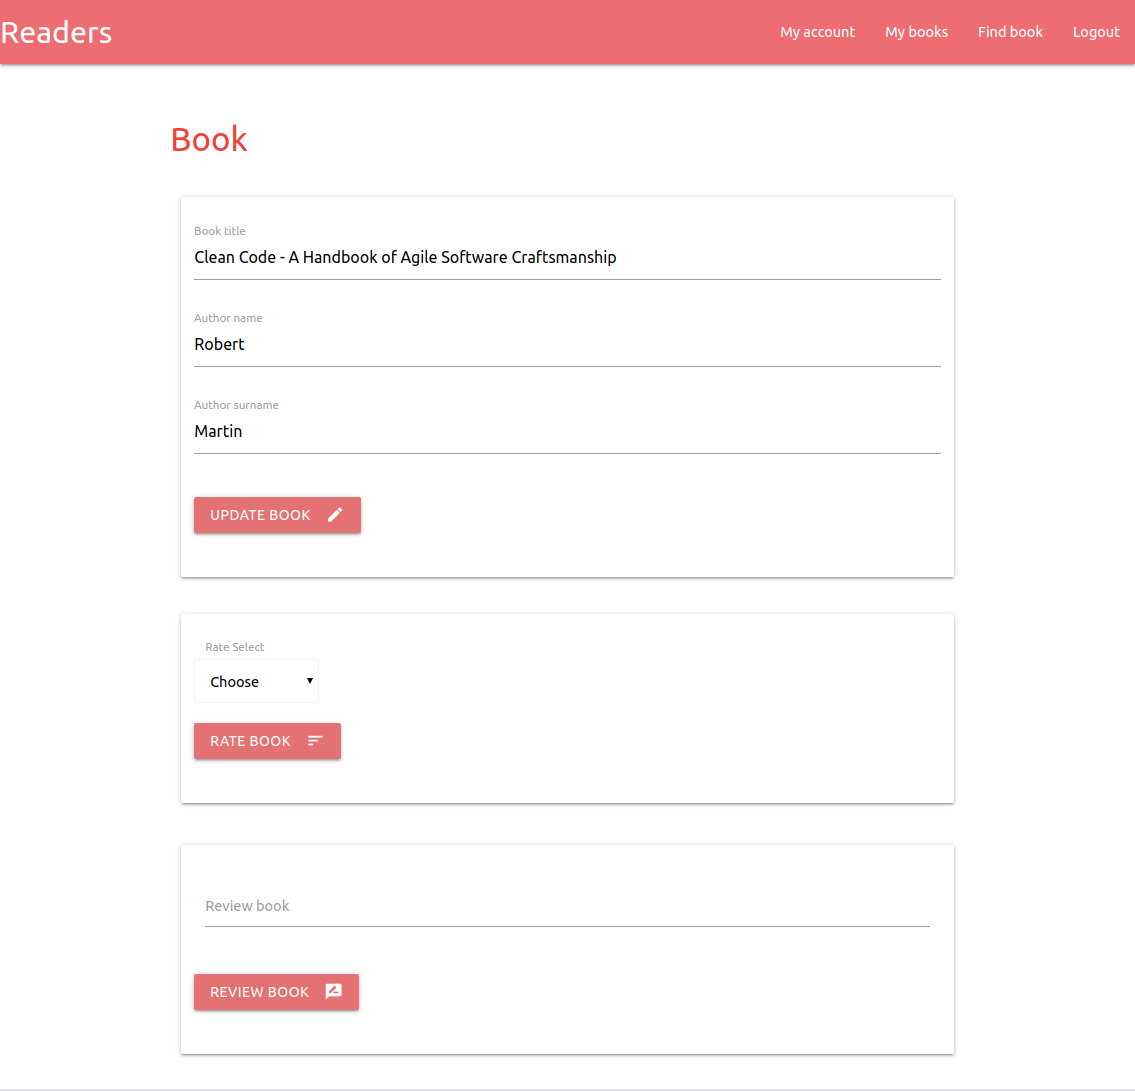 Readers
My account My books Find book Logout
Book
Book title
Clean Code - A Handbook of Agile Software Craftsmanship
Author name
Robert
Author surname
Martin
UPDATE BOOK
Rate Select
Choose
RATE BOOK
Review book
REVIEW BOOK